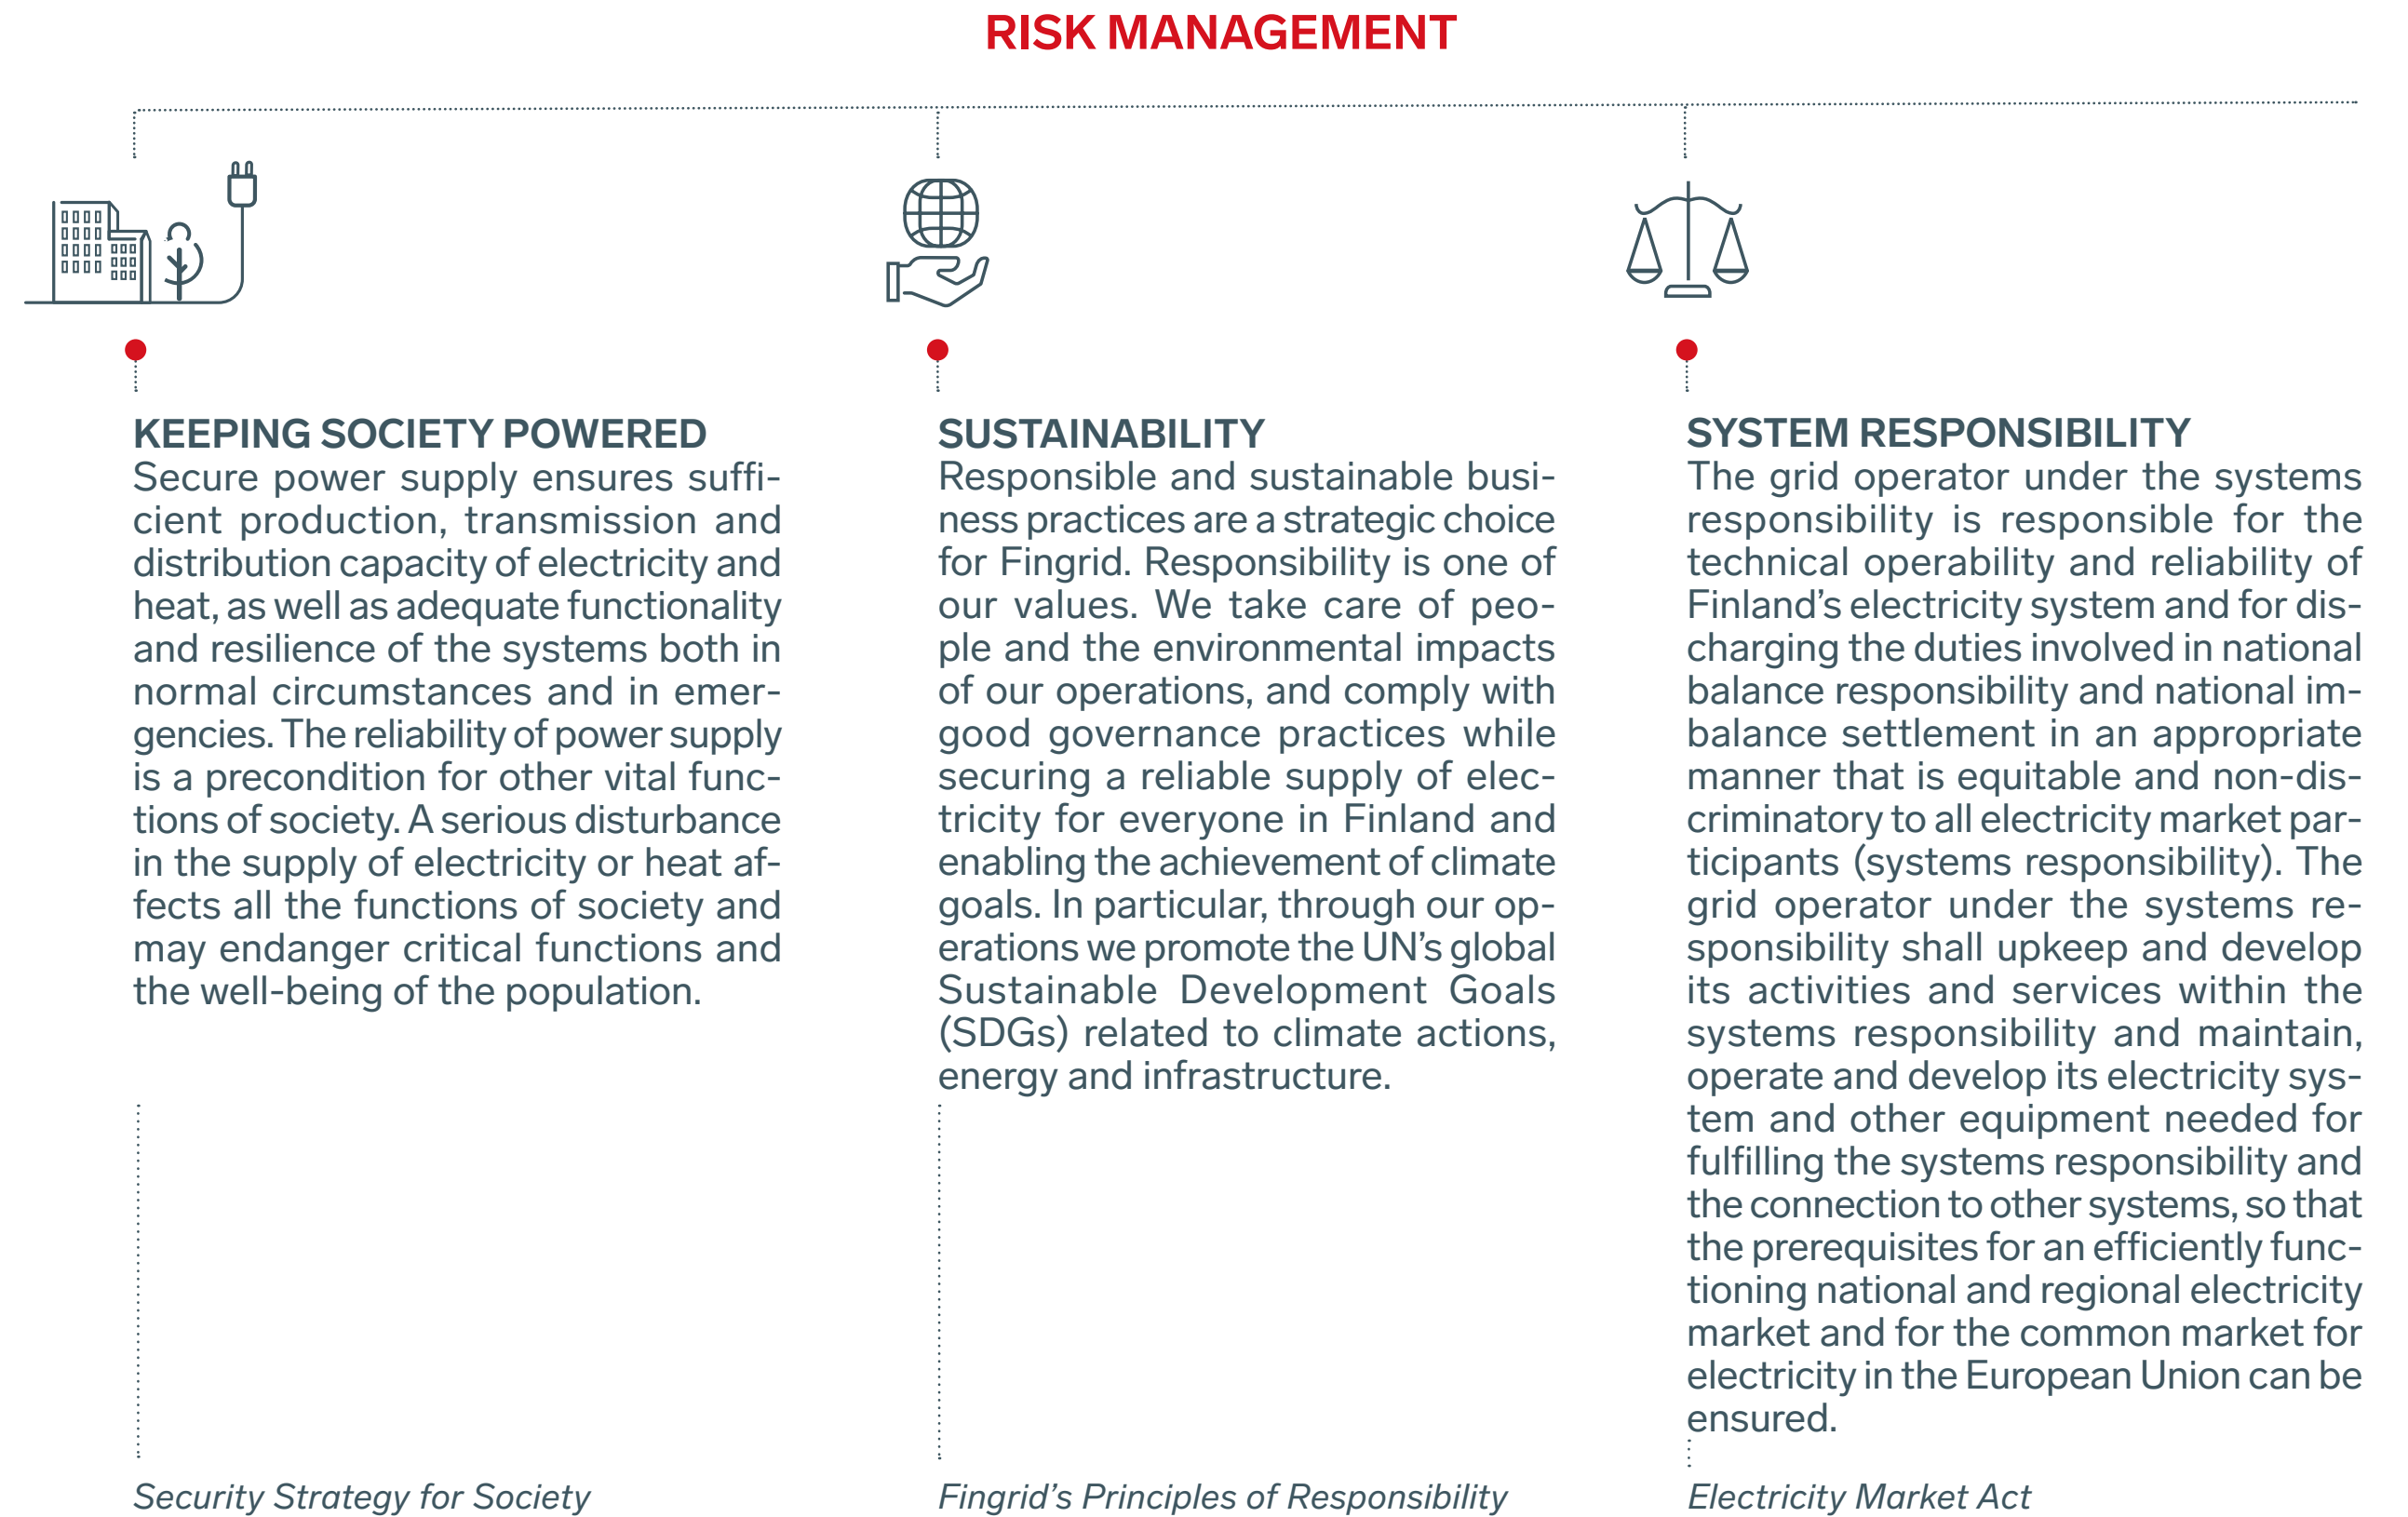 RISK MANAGEMENT
KEEPING SOCIETY POWERED
Secure power supply ensures suffi-
cient production, transmission and
distribution capacity of electricity and
heat, as well as adequate functionality
and resilience of the systems both in
normal circumstances and in emer-
gencies. The reliability of power supply
is a precondition for other vital func-
tions of society. A serious disturbance
in the supply of electricity or heat af-
fects all the functions of society and
may endanger critical functions and
the well-being of the population.
Security Strategy for Society
SUSTAINABILITY
Responsible and sustainable busi-
ness practices are a strategic choice
for Fingrid. Responsibility is one of
our values. We take care of peo-
ple and the environmental impacts
of our operations, and comply with
good governance practices while
securing a reliable supply of elec-
tricity for everyone in Finland and
enabling the achievement of climate
goals. In particular, through our op-
erations we promote the UN’s global
Sustainable Development Goals
(SDGs) related to climate actions,
energy and infrastructure.
Fingrid’s Principles of Responsibility
SYSTEM RESPONSIBILITY
The grid operator under the systems
responsibility is responsible for the
technical operability and reliability of
Finland’s electricity system and for dis-
charging the duties involved in national
balance responsibility and national im-
balance settlement in an appropriate
manner that is equitable and non-dis-
criminatory to all electricity market par-
ticipants (systems responsibility). The
grid operator under the systems re-
sponsibility shall upkeep and develop
its activities and services within the
systems responsibility and maintain,
operate and develop its electricity sys-
tem and other equipment needed for
fulfilling the systems responsibility and
the connection to other systems, so that
the prerequisites for an efficiently func-
tioning national and regional electricity
market and for the common market for
electricity in the European Union can be
ensured.
Electricity Market Act